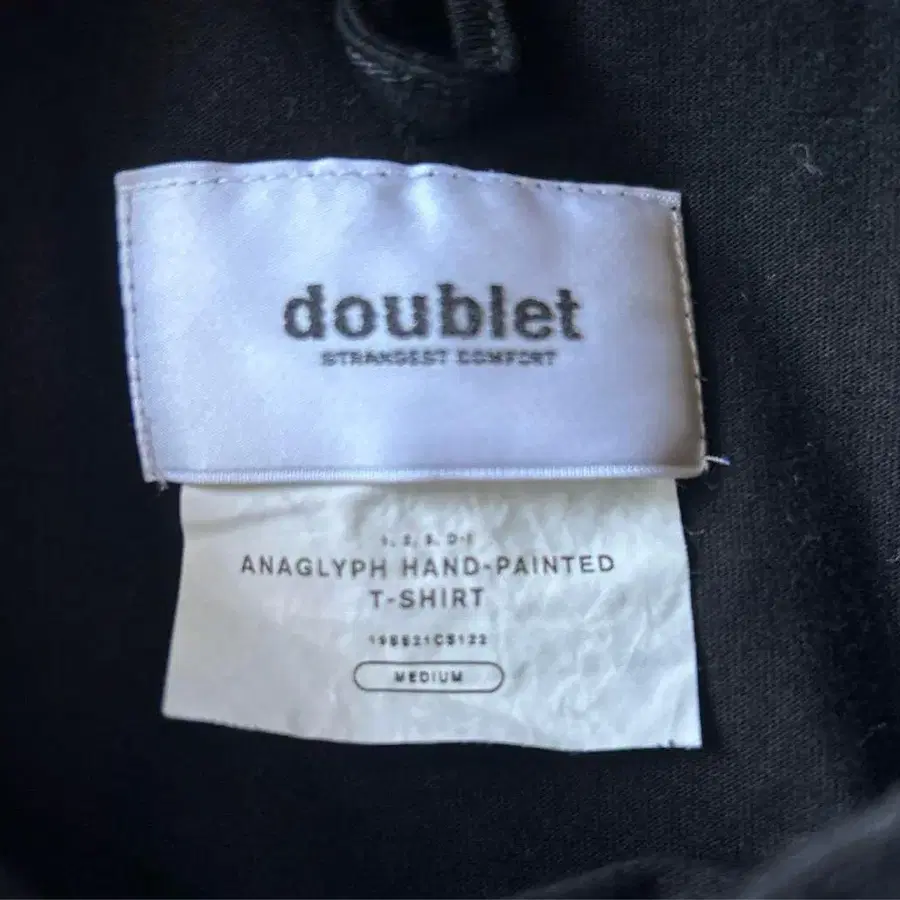 doublet
STRANGEST COMFORT
ANAGLYPH HAND-PAINTED
T-SHIRT
MEDIUM